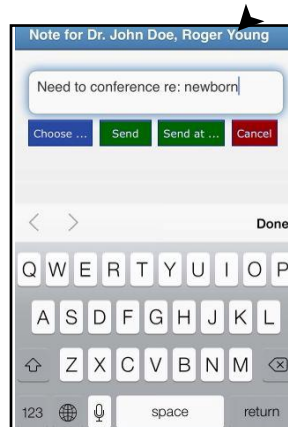 Note for Dr. John Doe, Roger Young
Need to conference re: newborn
Choose ... Send Send at ... Cancel
Done
Q W E R T Y U I O P
A S D F G H J K L
Z X C V B N M
123 space return